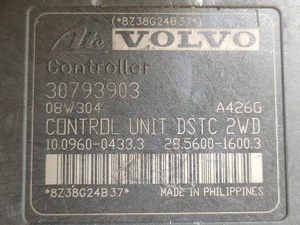 (*8Z38G24B37*)
Ate VOLVO
Controller
30793903
08W304 A426G
CONTROL UNIT DSTC 2WD
10.0960-0433.3 28.5600-1600.3
*8Z38G24B37* MADE IN PHILIPPINES